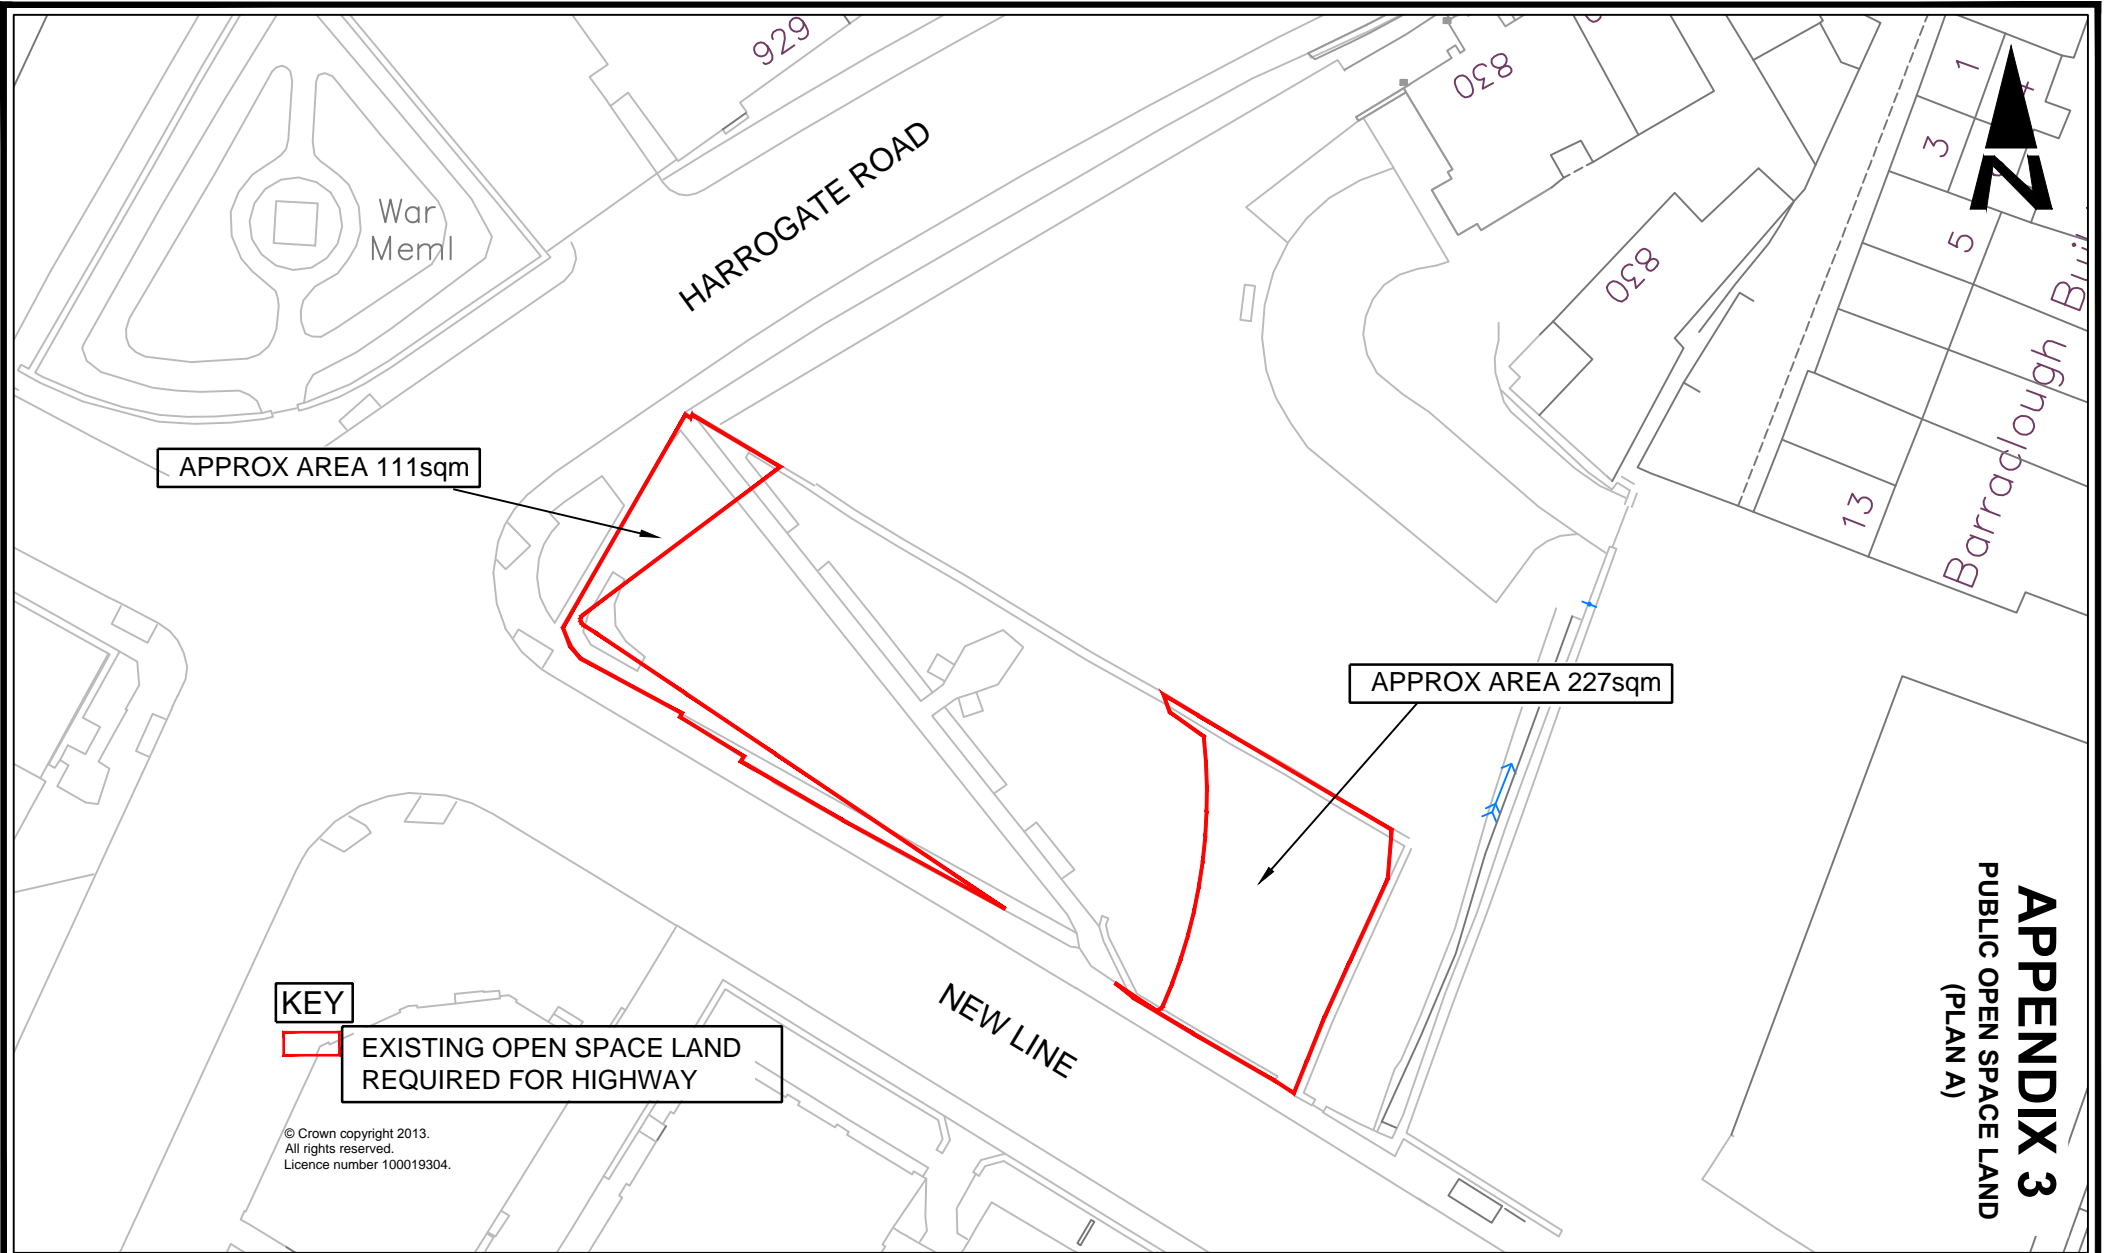 APPENDIX 3
PUBLIC OPEN SPACE LAND
(PLAN A)
N
929
830
830
1
3
5
13
Barraclough
War
Meml
HARROGATE ROAD
APPROX AREA 111sqm
APPROX AREA 227sqm
NEW LINE
KEY
EXISTING OPEN SPACE LAND
REQUIRED FOR HIGHWAY
© Crown copyright 2013.
All rights reserved.
Licence number 100019304.